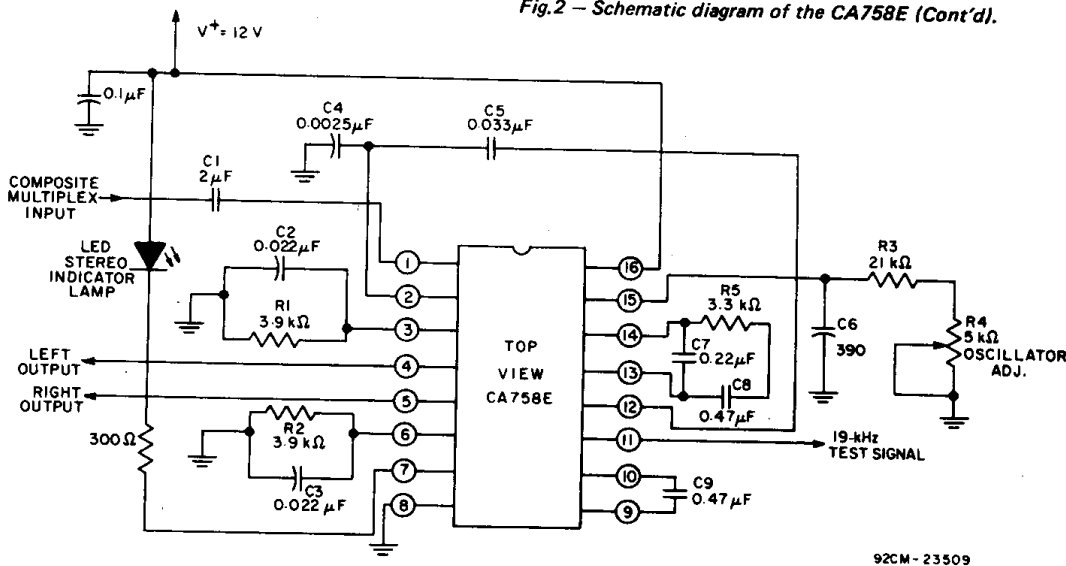 Fig.2 — Schematic diagram of the CA758E (Cont'd).
V+ = 12 V
0.1µF
C4
0.0025µF
C5
0.033µF
C1
2µF
COMPOSITE
MULTIPLEX
INPUT
LED
STEREO
INDICATOR
LAMP
C2
0.022µF
R1
3.9 kΩ
LEFT
OUTPUT
RIGHT
OUTPUT
300Ω
R2
3.9 kΩ
C3
0.022 µF
1
2
3
4
5
6
7
8
TOP
VIEW
CA758E
16
15
14
13
12
11
10
9
R5
3.3 kΩ
C7
0.22µF
C8
0.47µF
C9
0.47µF
19-kHz
TEST SIGNAL
C6
390
R3
21 kΩ
R4
5 kΩ
OSCILLATOR
ADJ.
92CM-23509